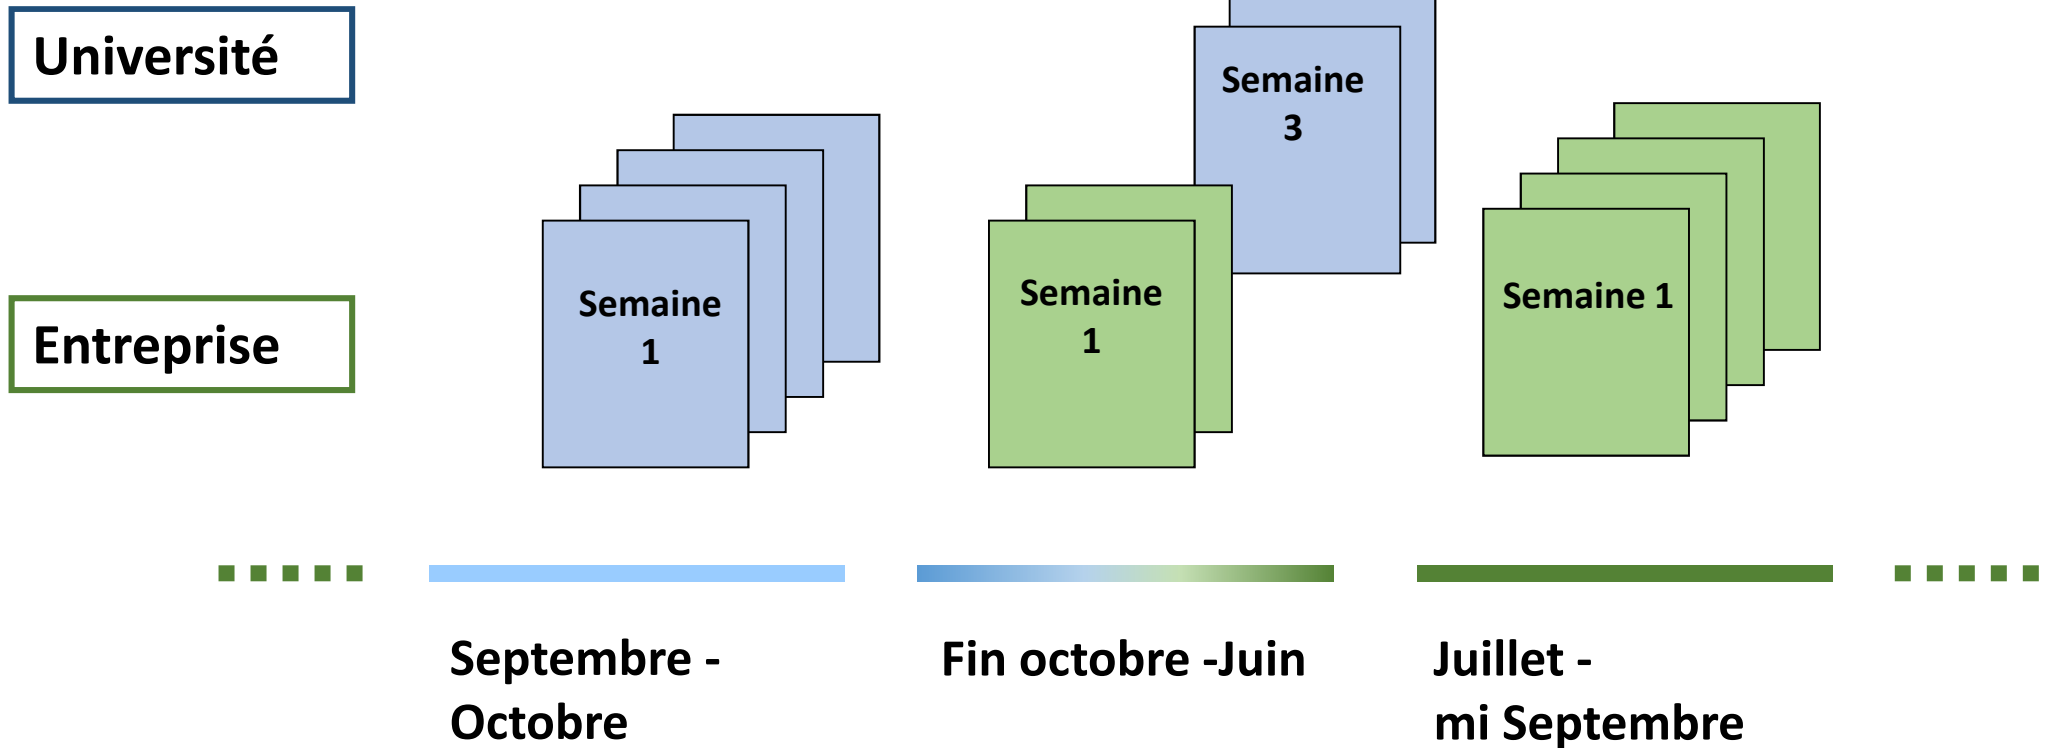 Université
Semaine
3
Semaine
1
Semaine
1
Semaine 1
Entreprise
Septembre -
Octobre
Fin octobre -Juin
Juillet -
mi Septembre